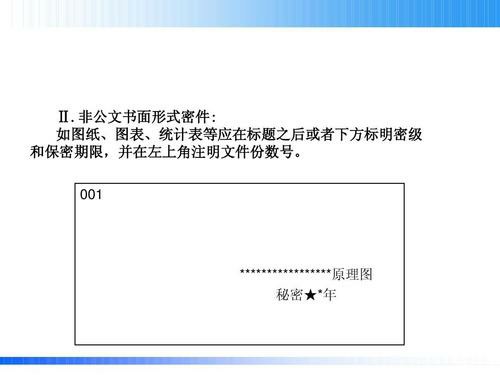 Ⅱ. 非公文书面形式密件:
如图纸、图表、统计表等应在标题之后或者下方标明密级
和保密期限，并在左上角注明文件份数号。
001
*****************原理图
秘密★*年